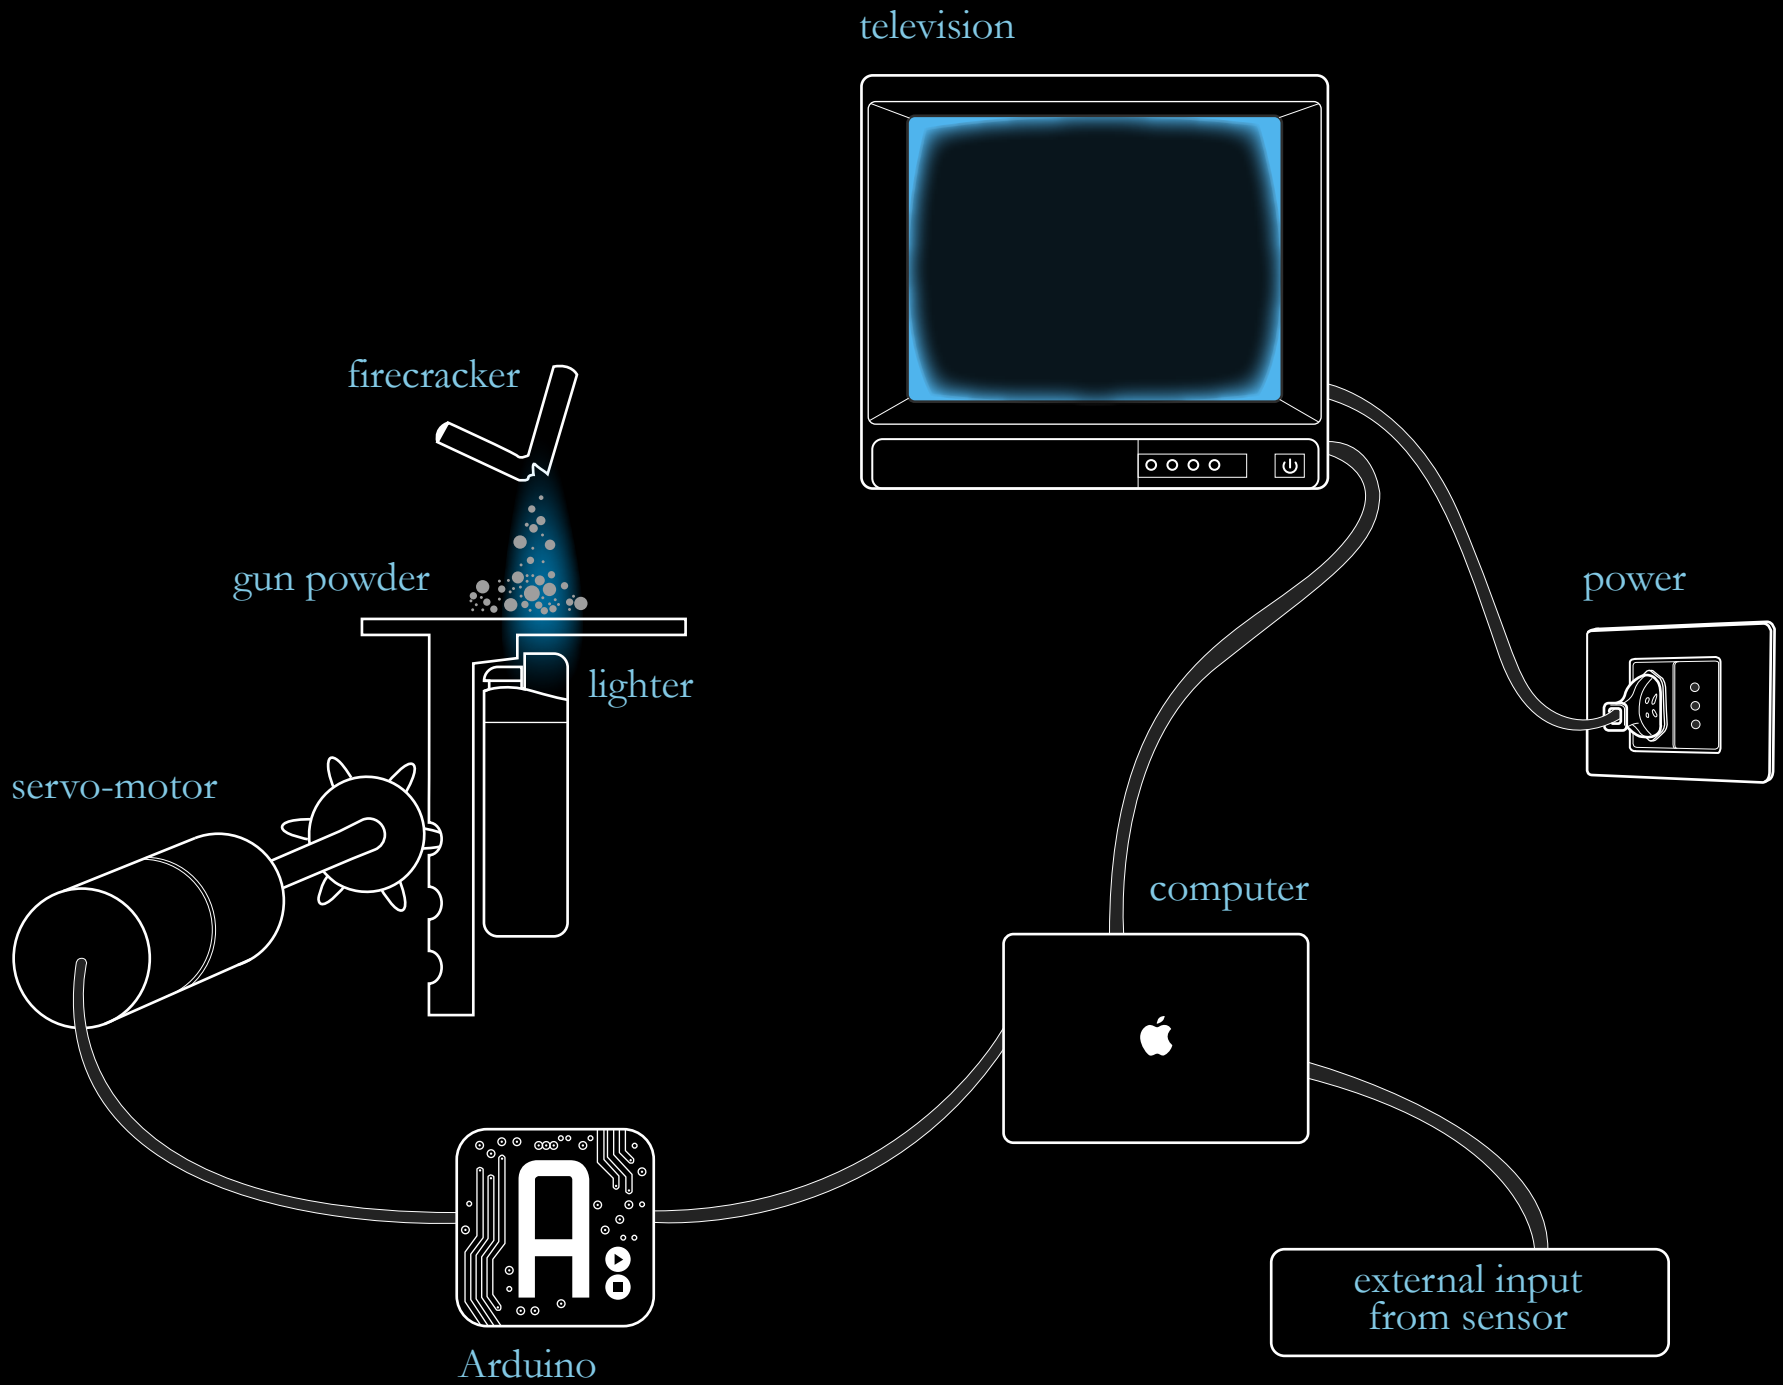 television
firecracker
gun powder
power
lighter
servo-motor
computer
external input
from sensor
Arduino